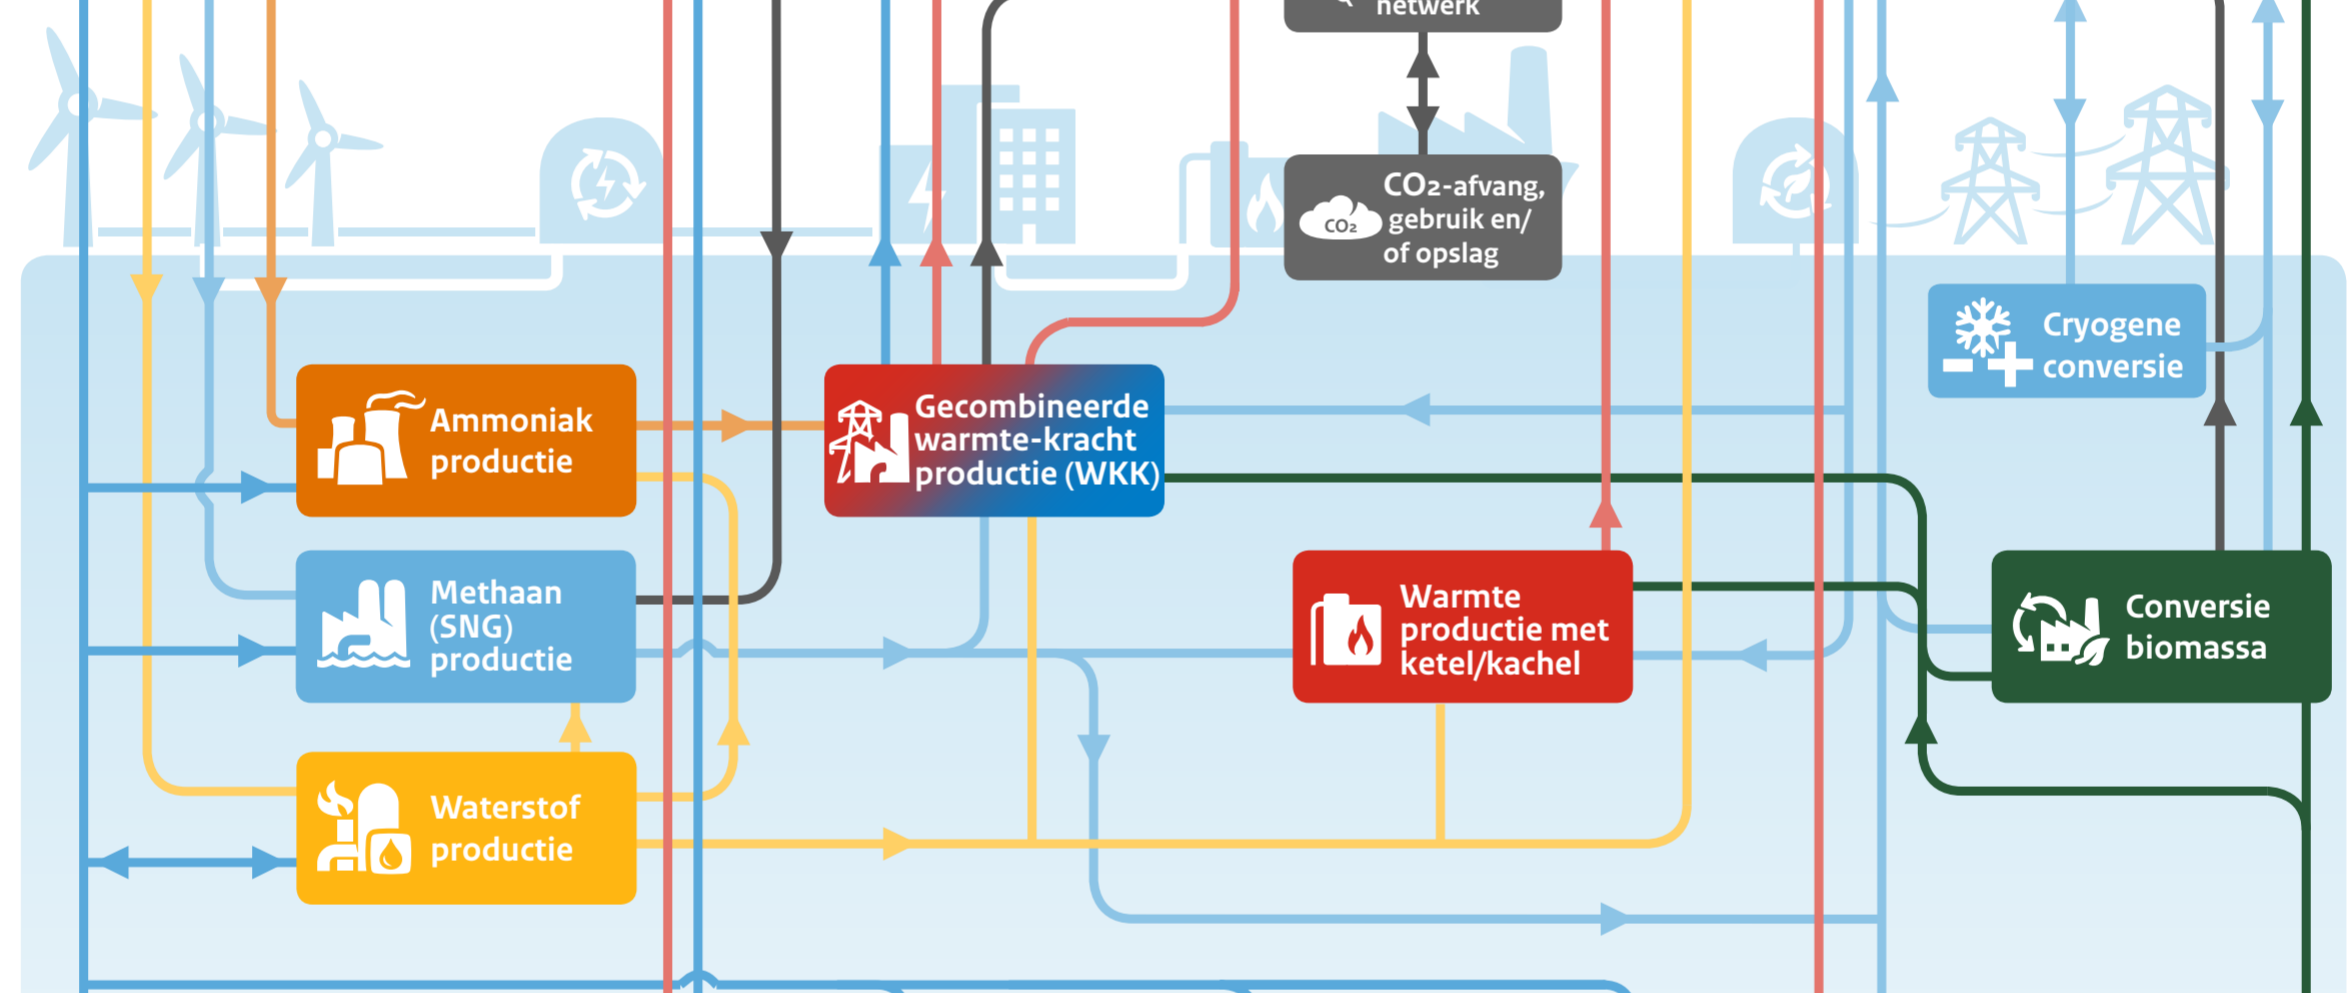 netwerk
CO2-afvang,
gebruik en/
of opslag
CO2
Cryogene
conversie
Ammoniak
productie
Gecombineerde
warmte-kracht
productie (WKK)
Methaan
(SNG)
productie
Warmte
productie met
ketel/kachel
Conversie
biomassa
Waterstof
productie